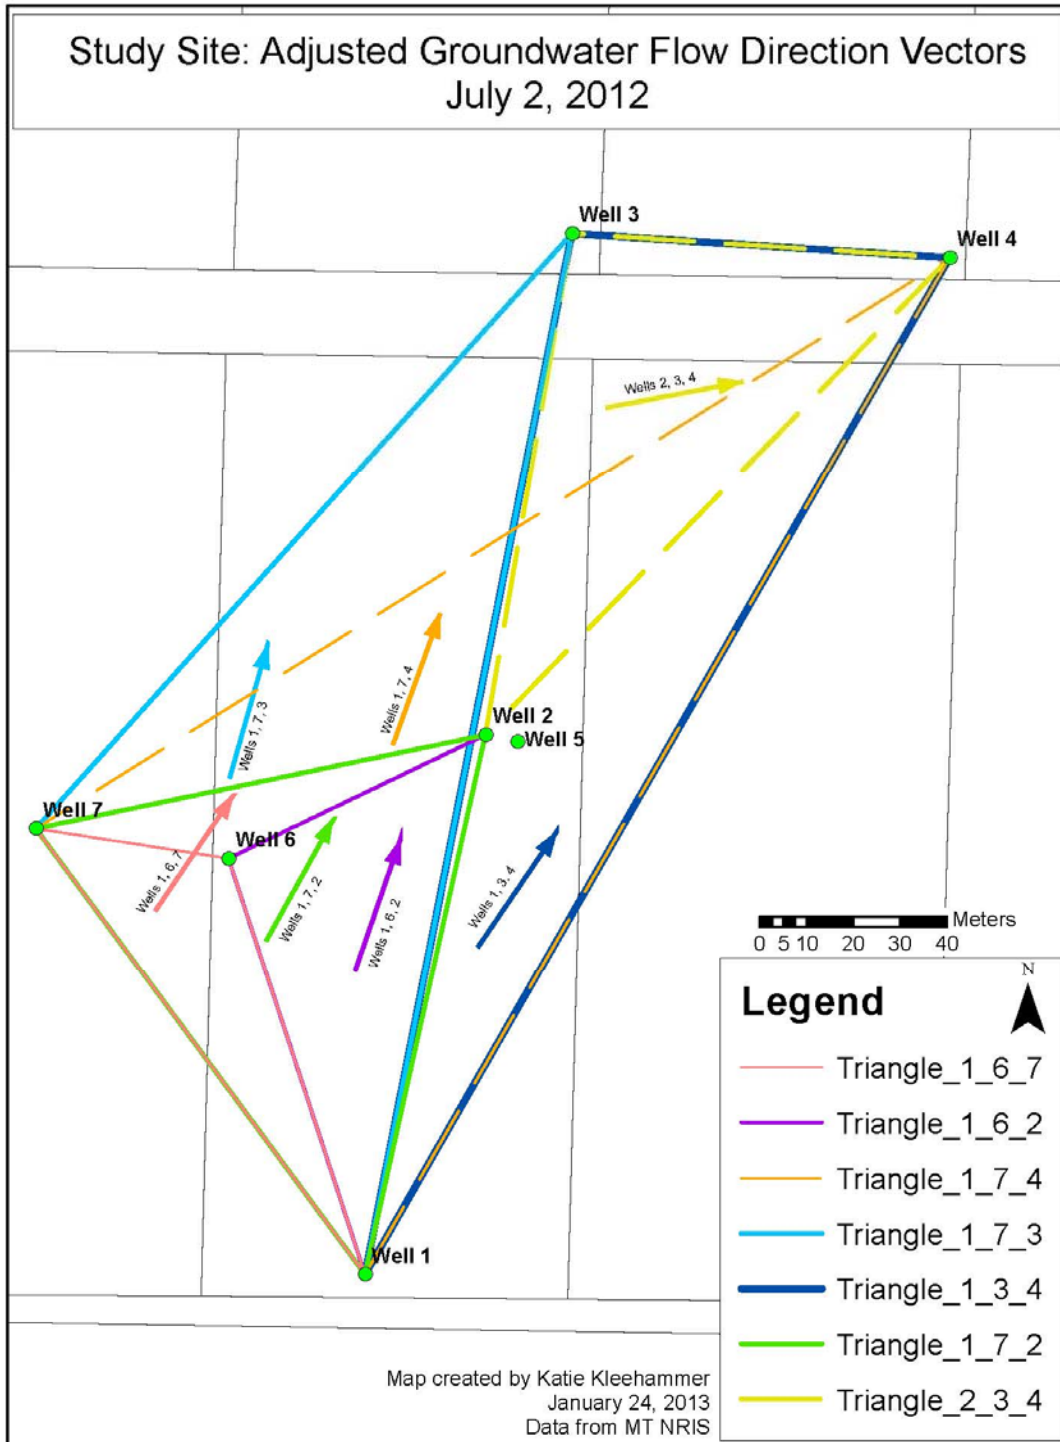 Study Site: Adjusted Groundwater Flow Direction Vectors
July 2, 2012
Well 3
Well 4
Wells 2, 3, 4
Wells 1, 7, 3
Wells 1, 7, 4
Well 2
Well 5
Well 7
Well 6
Wells 1, 6, 7
Wells 1, 7, 2
Wells 1, 6, 2
Wells 1, 3, 4
Meters
0 5 10 20 30 40
Well 1
N
Legend
Triangle_1_6_7
Triangle_1_6_2
Triangle_1_7_4
Triangle_1_7_3
Triangle_1_3_4
Triangle_1_7_2
Triangle_2_3_4
Map created by Katie Kleehammer
January 24, 2013
Data from MT NRIS